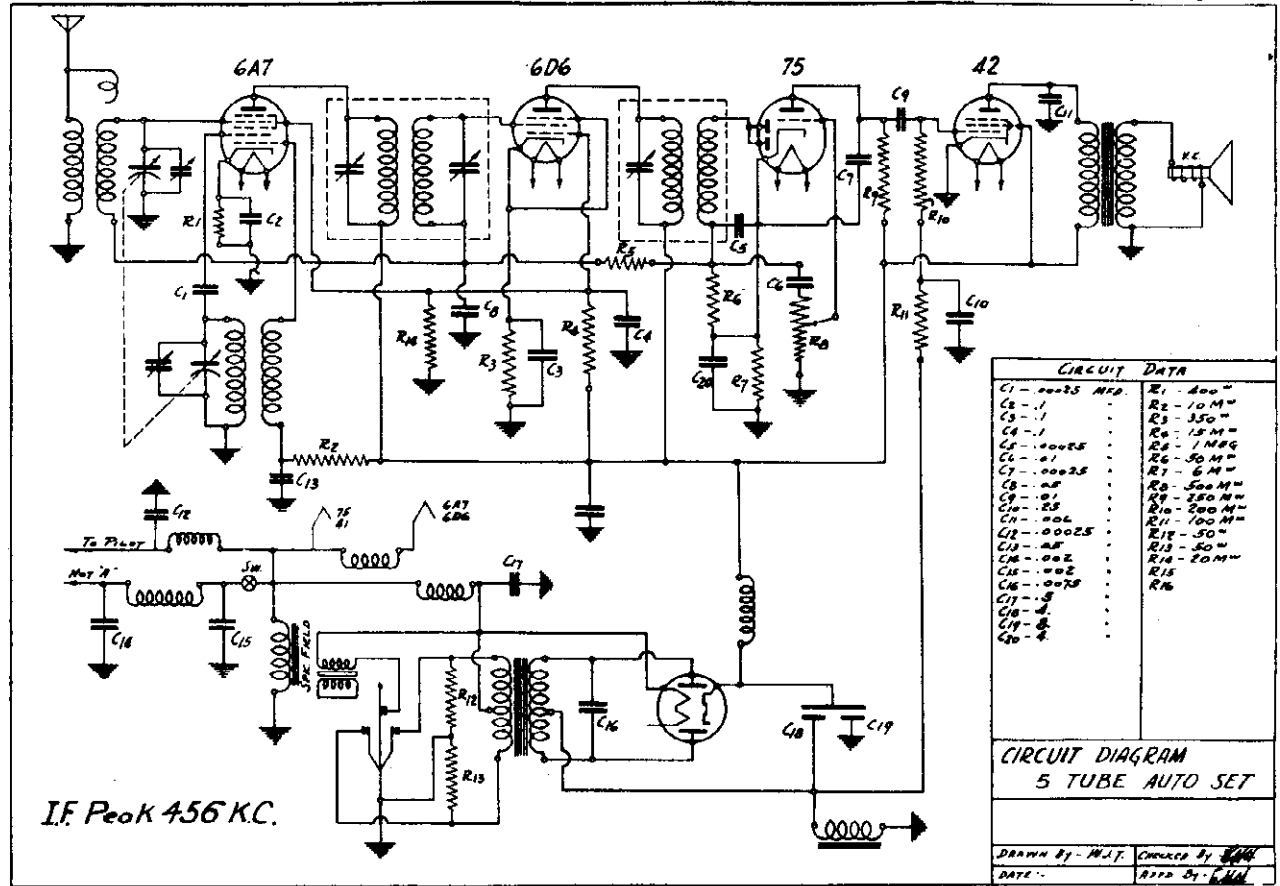 6A7
6D6
75
42
C9
C11
V.C.
C7
R9
R10
R1
C2
C5
R5
C1
C8
R14
R3
C3
R4
C4
R6
C6
R8
C20
R7
R11
C10
R2
C13
C12
75
41
6A7
6D6
TO PILOT
HOT "A"
SW.
C17
C14
C15
SPK FIELD
R12
R13
C16
C18
C19
I.F. Peak 456 K.C.
CIRCUIT DATA
C1 - .00025 MFD.
C2 - .1 "
C3 - .1 "
C4 - .1 "
C5 - .00025 "
C6 - .01 "
C7 - .00025 "
C8 - .05 "
C9 - .01 "
C10 - .25 "
C11 - .006 "
C12 - .00025 "
C13 - .05 "
C14 - .002 "
C15 - .002 "
C16 - .0075 "
C17 - .5 "
C18 - 4. "
C19 - 8. "
C20 - 4. "
R1 - 400 ω
R2 - 10 M ω
R3 - 350 ω
R4 - 15 M ω
R5 - 1 MEG
R6 - 50 M ω
R7 - 6 M ω
R8 - 500 M ω
R9 - 250 M ω
R10 - 200 M ω
R11 - 100 M ω
R12 - 50 ω
R13 - 50 ω
R14 - 20 M ω
R15
R16
CIRCUIT DIAGRAM
5 TUBE AUTO SET
DRAWN BY - W.J.T.
CHECKED BY
DATE -
APPD BY -